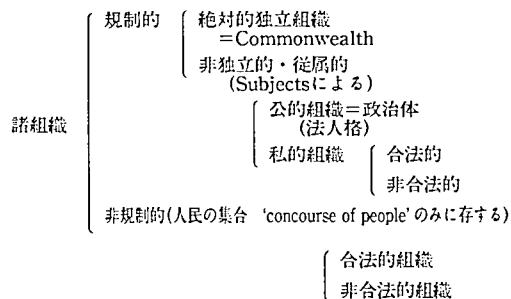 規制的 絶対的独立組織
=Commonwealth
非独立的・従属的
(Subjectsによる)
公的組織=政治体
(法人格)
諸組織
私的組織 合法的
非合法的
非規制的(人民の集合 'concourse of people'のみに存する)
合法的組織
非合法的組織